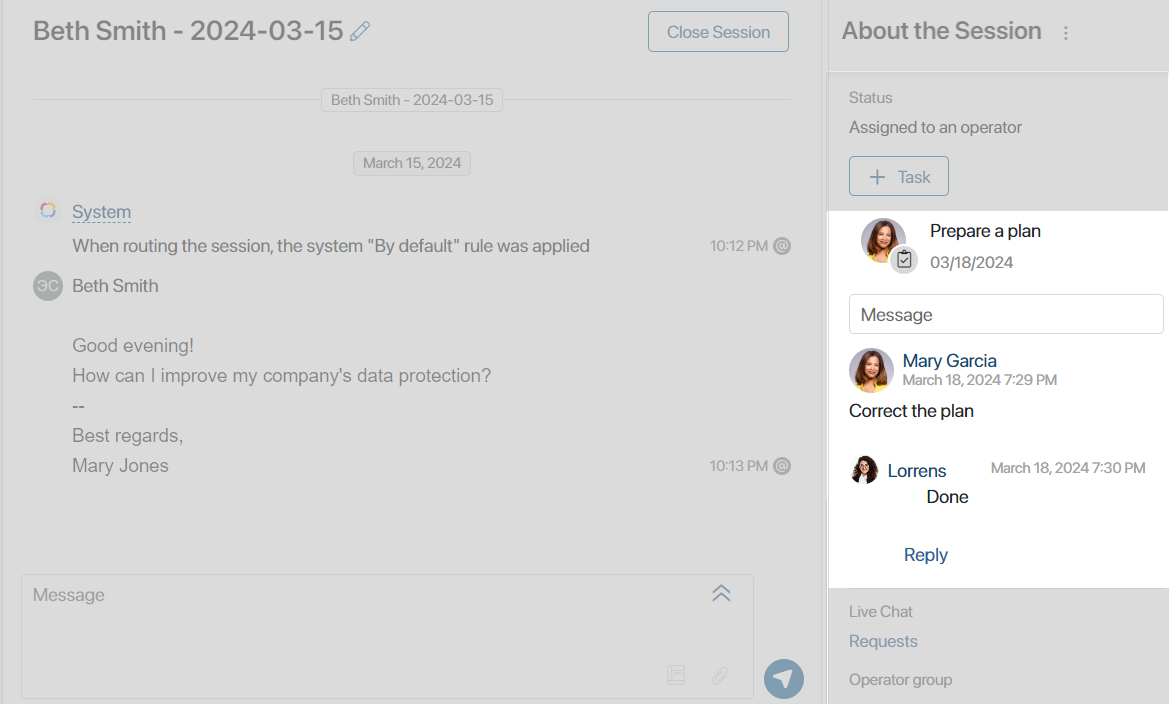 Beth Smith - 2024-03-15
Close Session
Beth Smith - 2024-03-15
March 15, 2024
System
When routing the session, the system "By default" rule was applied
10:12 PM @
ЭС Beth Smith
Good evening!
How can I improve my company's data protection?
--
Best regards,
Mary Jones
10:13 PM @
Message
About the Session
Status
Assigned to an operator
+ Task
Prepare a plan
03/18/2024
Message
Mary Garcia
March 18, 2024 7:29 PM
Correct the plan
Lorrens
March 18, 2024 7:30 PM
Done
Reply
Live Chat
Requests
Operator group